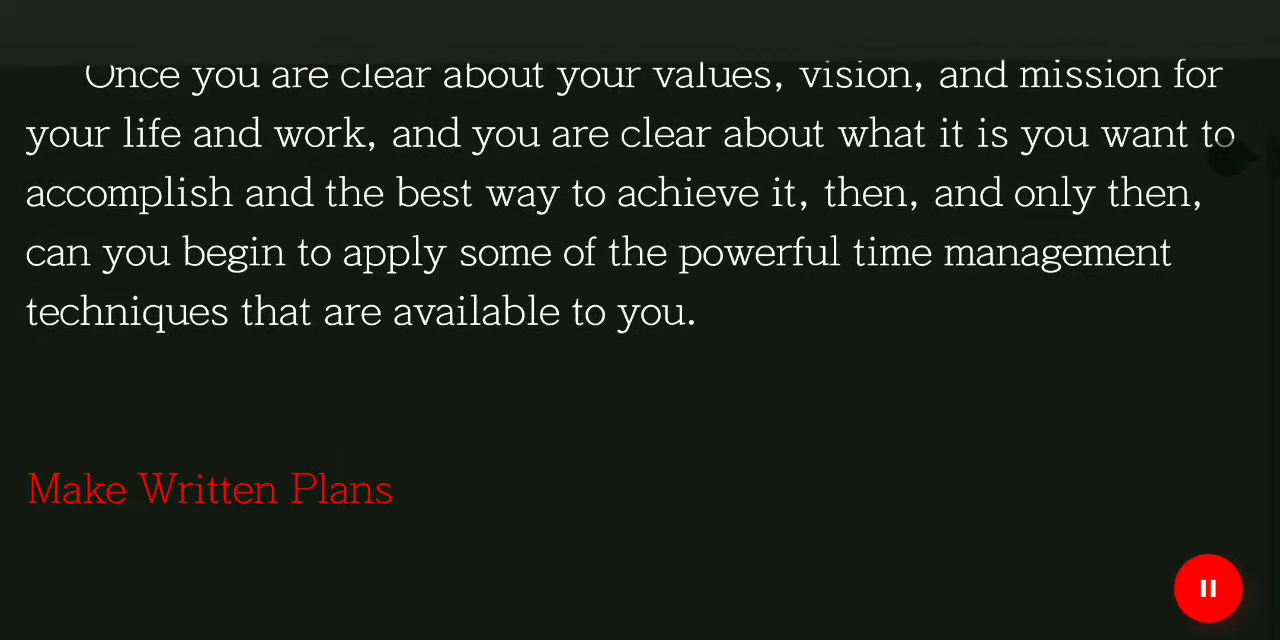 Once you are clear about your values, vision, and mission for
your life and work, and you are clear about what it is you want to
accomplish and the best way to achieve it, then, and only then,
can you begin to apply some of the powerful time management
techniques that are available to you.
Make Written Plans